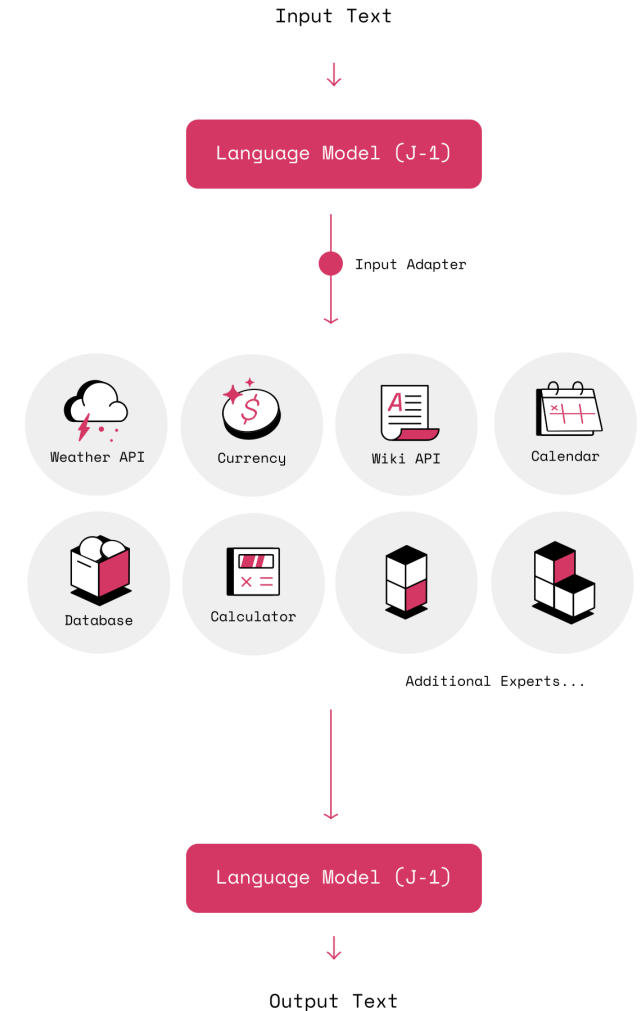 Input Text
Language Model (J-1)
Input Adapter
Weather API
Currency
Wiki API
Calendar
Database
Calculator
Additional Experts...
Language Model (J-1)
Output Text